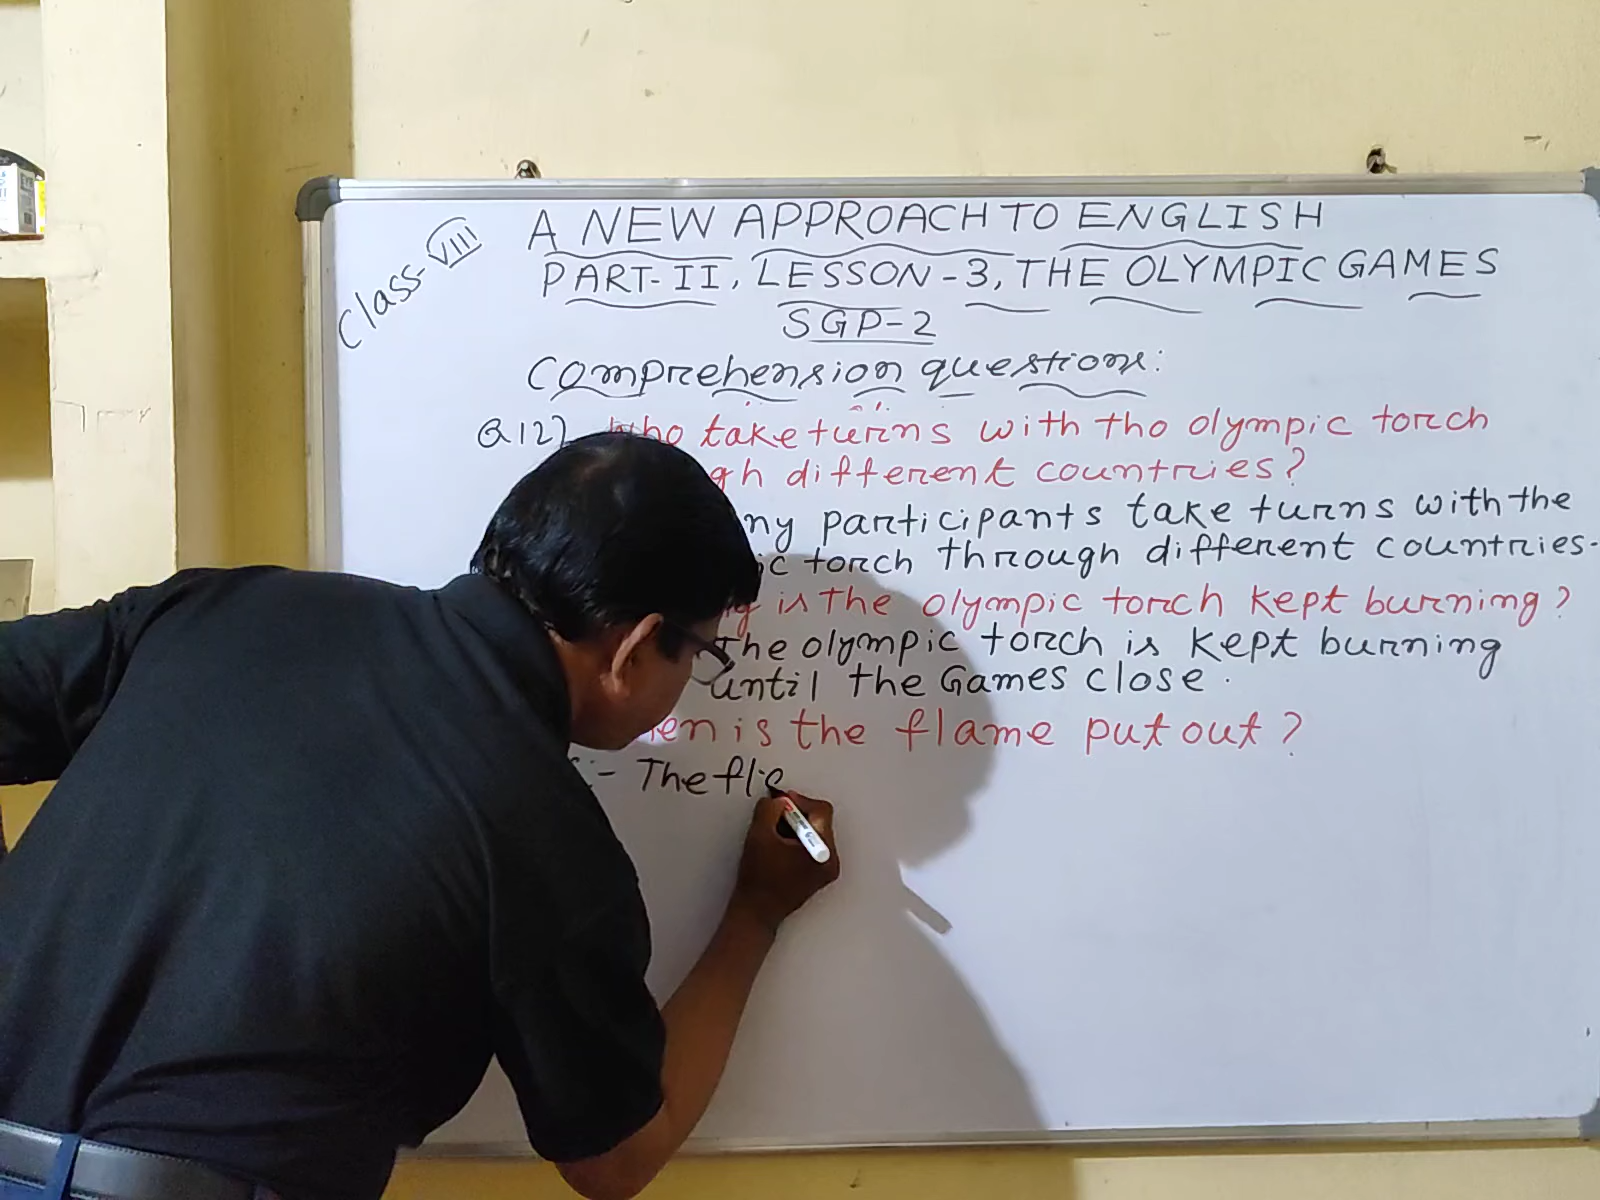 Class-VIII
A NEW APPROACH TO ENGLISH
PART-II, LESSON-3, THE OLYMPIC GAMES
SGP-2
Comprehension questions:
Q12) Who take turns with tho olympic torch
different countries?
participants take turns with the
torch through different countries.
is the olympic torch kept burning?
The olympic torch is kept burning
until the Games close.
is the flame put out?
:- The fl